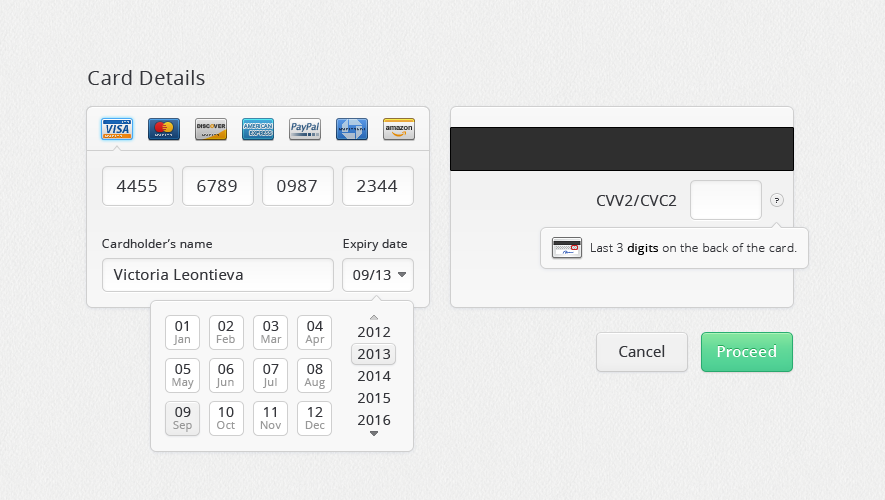 Card Details
VISA DISCOVER AMERICAN EXPRESS PayPal amazon
4455 6789 0987 2344
CVV2/CVC2 ?
Last 3 digits on the back of the card.
Cardholder's name Expiry date
Victoria Leontieva 09/13
01 02 03 04
Jan Feb Mar Apr
05 06 07 08
May Jun Jul Aug
09 10 11 12
Sep Oct Nov Dec
2012
2013
2014
2015
2016
Cancel Proceed